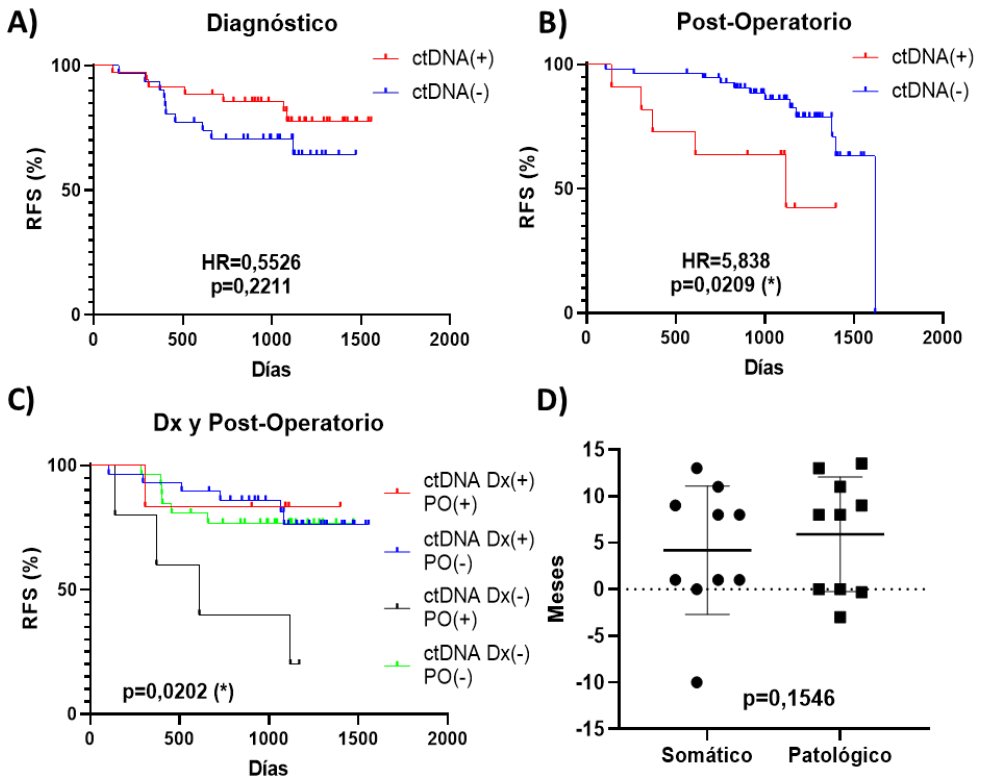 A)
Diagnóstico
ctDNA(+)
ctDNA(-)
100
50
0
RFS (%)
HR=0,5526
p=0,2211
0 500 1000 1500 2000
Días
B)
Post-Operatorio
ctDNA(+)
ctDNA(-)
100
50
0
RFS (%)
HR=5,838
p=0,0209 (*)
0 500 1000 1500 2000
Días
C)
Dx y Post-Operatorio
ctDNA Dx(+)
PO(+)
ctDNA Dx(+)
PO(-)
ctDNA Dx(-)
PO(+)
ctDNA Dx(-)
PO(-)
100
50
0
RFS (%)
p=0,0202 (*)
0 500 1000 1500 2000
Días
D)
15
10
5
0
-5
-10
-15
Meses
p=0,1546
Somático Patológico